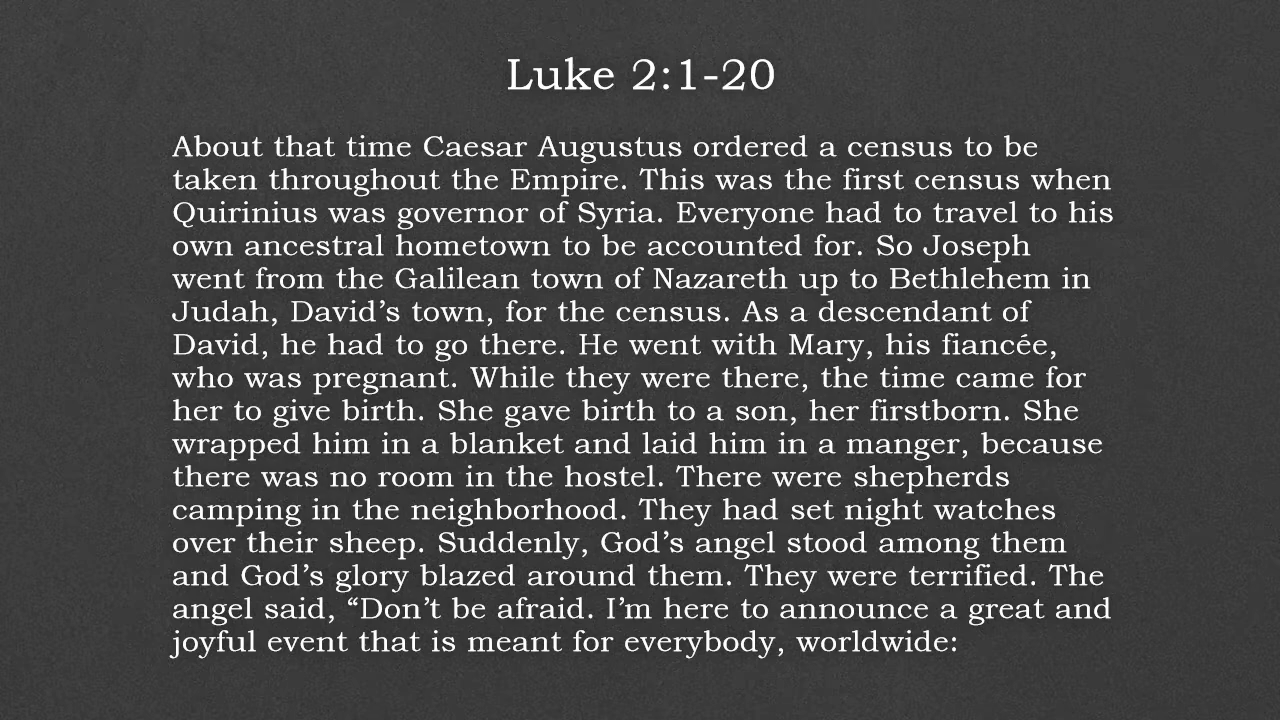 Luke 2:1-20
About that time Caesar Augustus ordered a census to be
taken throughout the Empire. This was the first census when
Quirinius was governor of Syria. Everyone had to travel to his
own ancestral hometown to be accounted for. So Joseph
went from the Galilean town of Nazareth up to Bethlehem in
Judah, David’s town, for the census. As a descendant of
David, he had to go there. He went with Mary, his fiancée,
who was pregnant. While they were there, the time came for
her to give birth. She gave birth to a son, her firstborn. She
wrapped him in a blanket and laid him in a manger, because
there was no room in the hostel. There were shepherds
camping in the neighborhood. They had set night watches
over their sheep. Suddenly, God’s angel stood among them
and God’s glory blazed around them. They were terrified. The
angel said, “Don’t be afraid. I’m here to announce a great and
joyful event that is meant for everybody, worldwide: